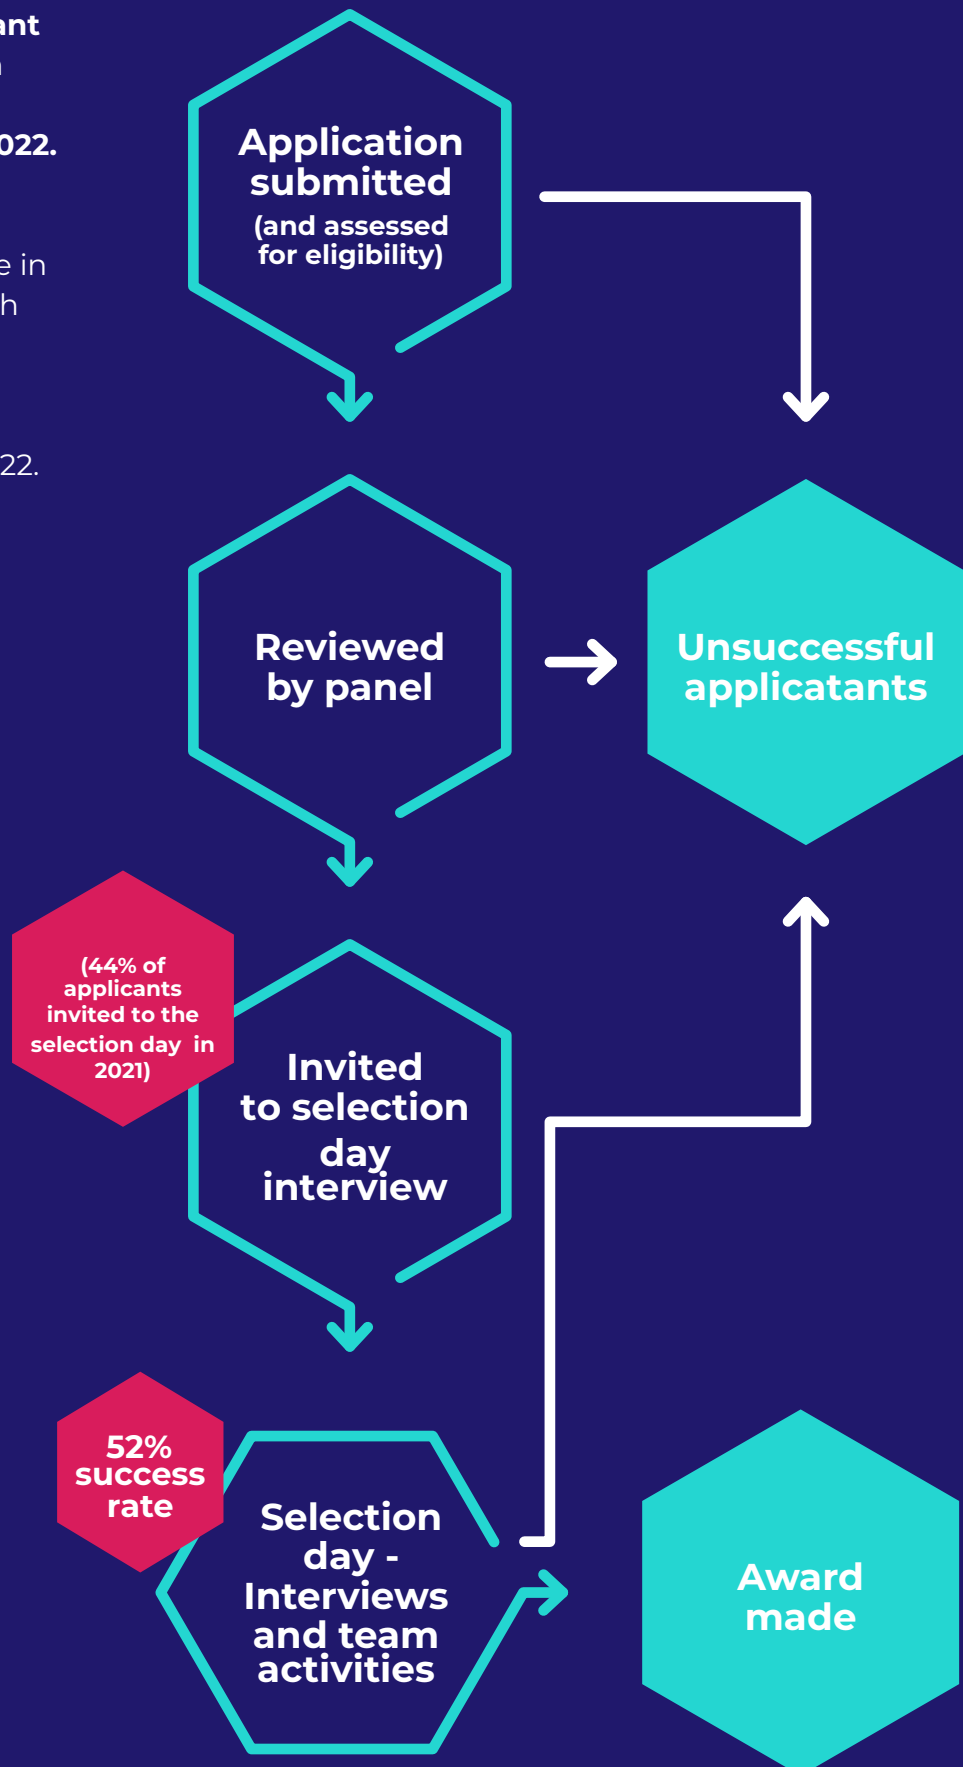 ant
022.
e in
h
22.
Application
submitted
(and assessed
for eligibility)
Reviewed
by panel
Unsuccessful
applicatants
(44% of
applicants
invited to the
selection day in
2021)
Invited
to selection
day
interview
52%
success
rate
Selection
day -
Interviews
and team
activities
Award
made